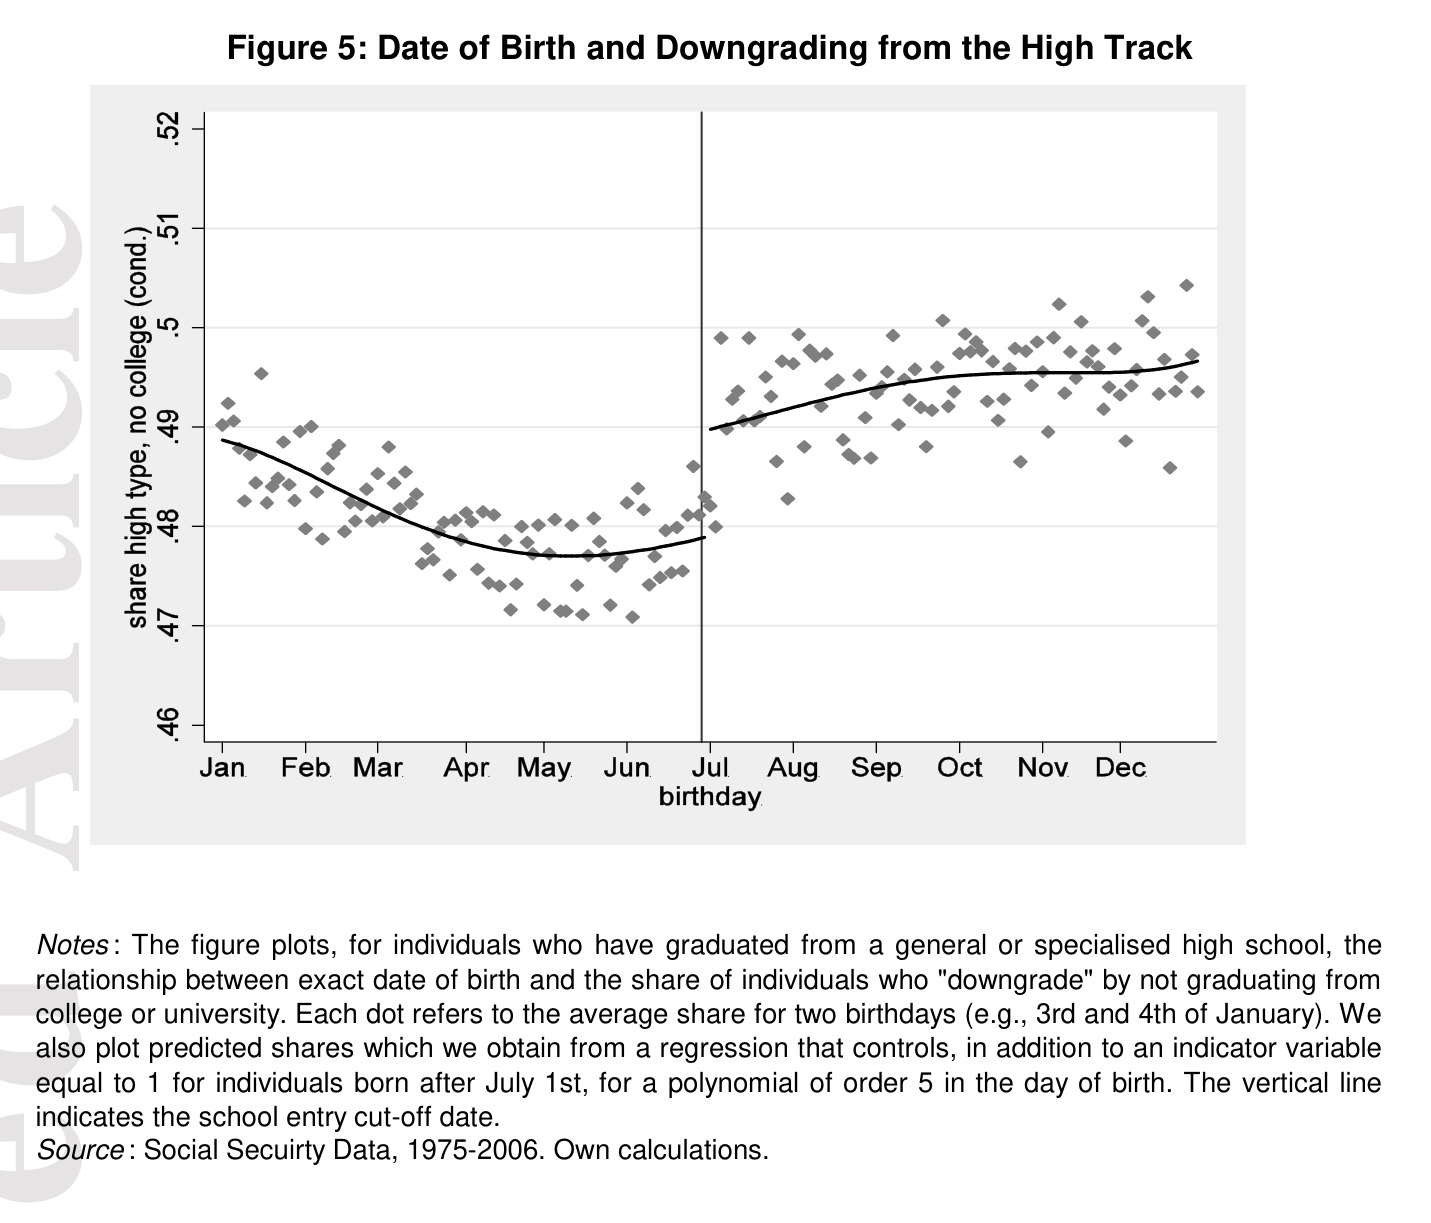 Figure 5: Date of Birth and Downgrading from the High Track
.52
.51
.5
.49
.48
.47
.46
share high type, no college (cond.)
Jan Feb Mar Apr May Jun Jul Aug Sep Oct Nov Dec
birthday
Notes: The figure plots, for individuals who have graduated from a general or specialised high school, the
relationship between exact date of birth and the share of individuals who "downgrade" by not graduating from
college or university. Each dot refers to the average share for two birthdays (e.g., 3rd and 4th of January). We
also plot predicted shares which we obtain from a regression that controls, in addition to an indicator variable
equal to 1 for individuals born after July 1st, for a polynomial of order 5 in the day of birth. The vertical line
indicates the school entry cut-off date.
Source: Social Secuirty Data, 1975-2006. Own calculations.
ed Article